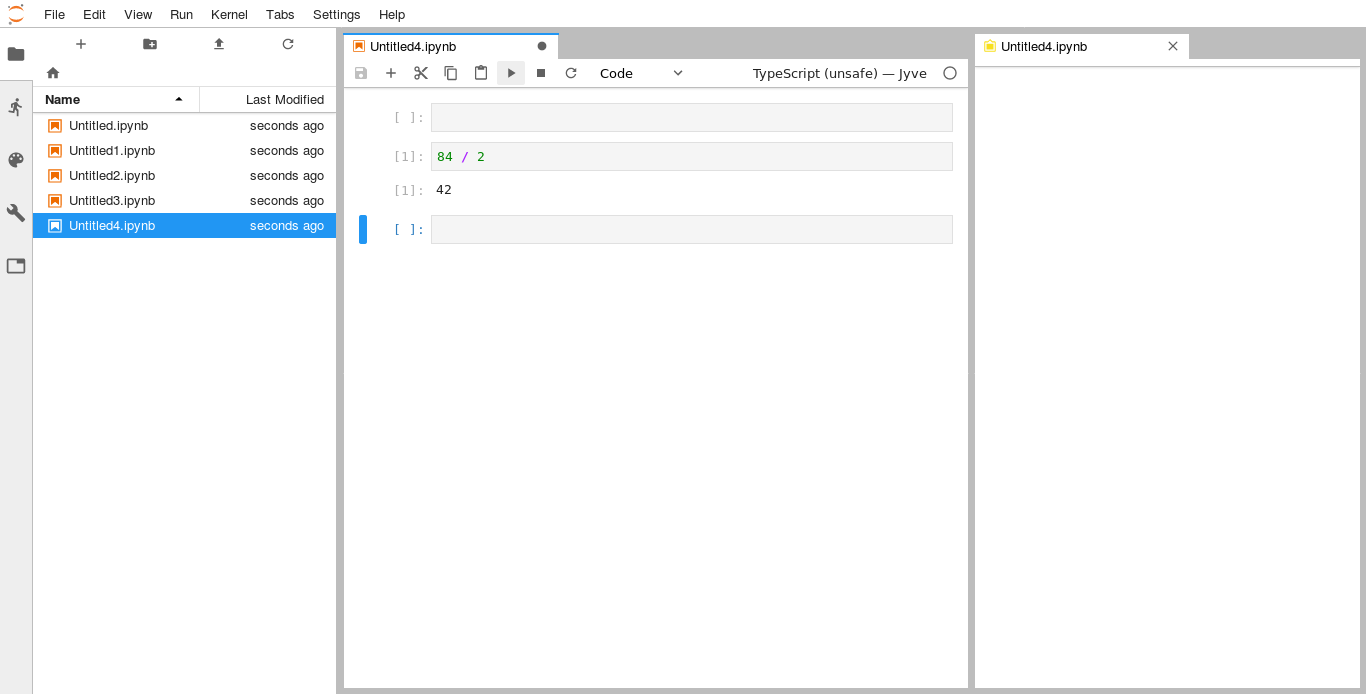 File Edit View Run Kernel Tabs Settings Help
Untitled4.ipynb
Untitled4.ipynb
Code
TypeScript (unsafe) — Jyve
Name Last Modified
Untitled.ipynb seconds ago
Untitled1.ipynb seconds ago
Untitled2.ipynb seconds ago
Untitled3.ipynb seconds ago
Untitled4.ipynb seconds ago
[ ]:
[1]: 84 / 2
[1]: 42
[ ]: